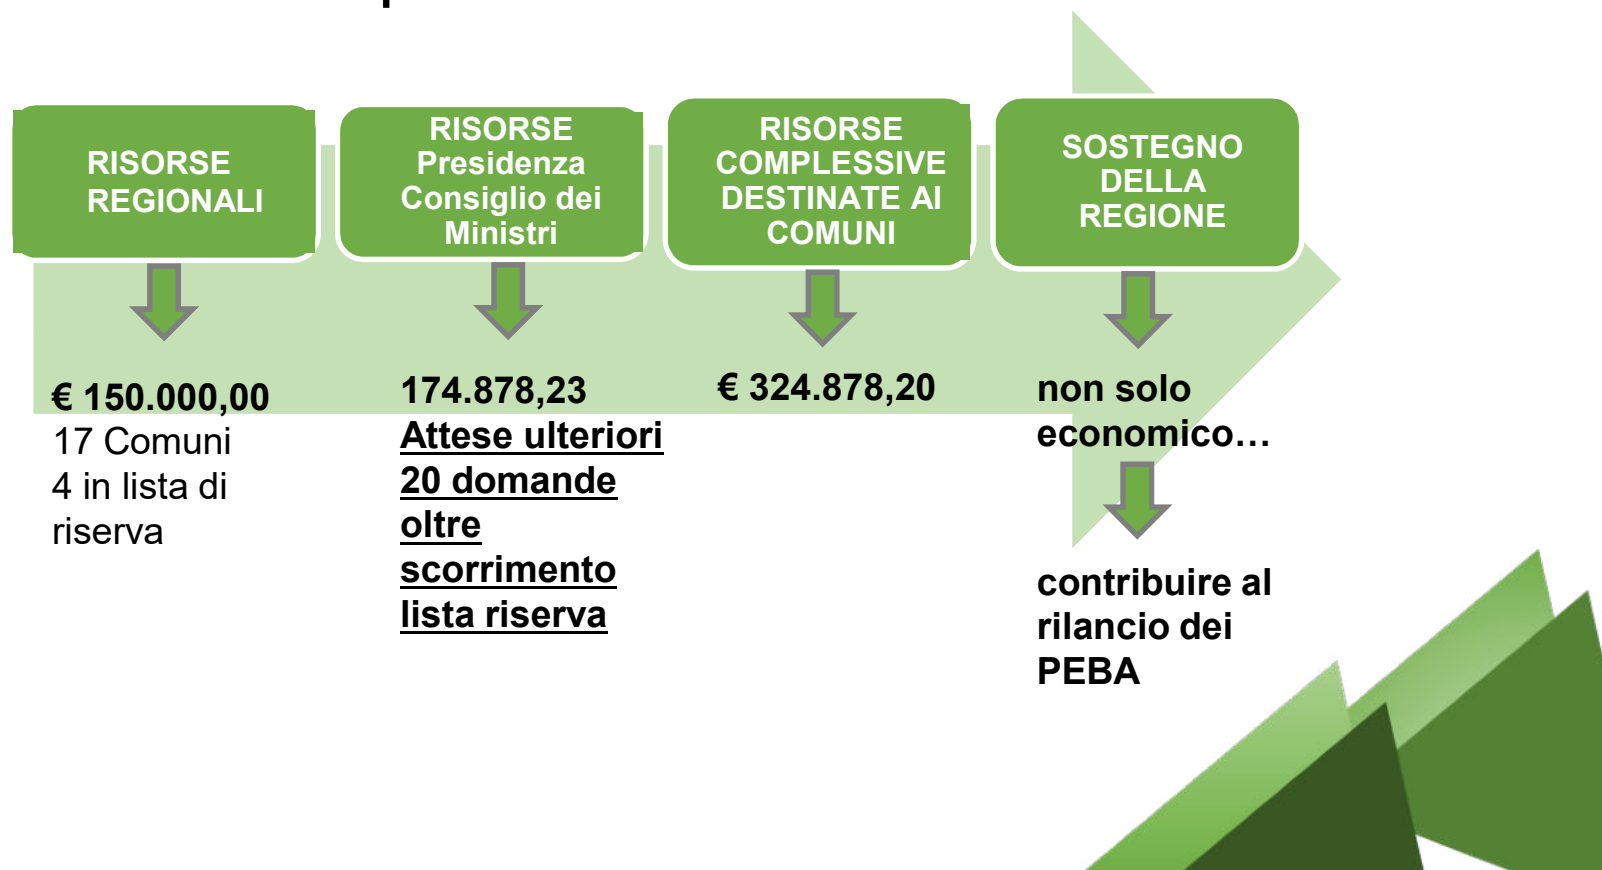 RISORSE
REGIONALI
RISORSE
Presidenza
Consiglio dei
Ministri
RISORSE
COMPLESSIVE
DESTINATE AI
COMUNI
SOSTEGNO
DELLA
REGIONE
€ 150.000,00
17 Comuni
4 in lista di
riserva
174.878,23
Attese ulteriori
20 domande
oltre
scorrimento
lista riserva
€ 324.878,20
non solo
economico…
contribuire al
rilancio dei
PEBA